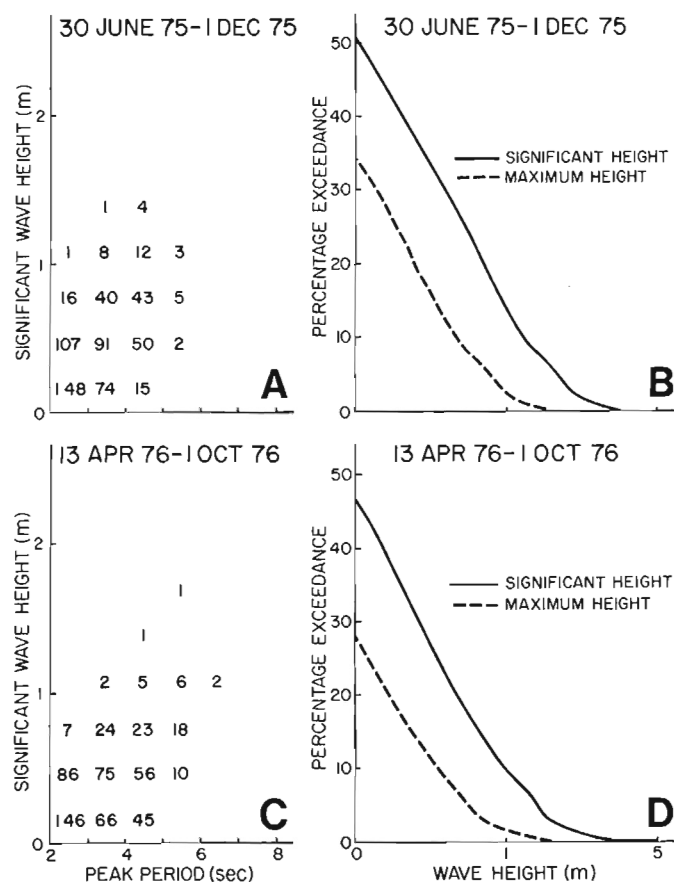 30 JUNE 75-1 DEC 75
SIGNIFICANT WAVE HEIGHT (m)
2
1
0
1 4
1 8 12 3
16 40 43 5
107 91 50 2
148 74 15
A
30 JUNE 75-1 DEC 75
PERCENTAGE EXCEEDANCE
50
40
30
20
10
0
SIGNIFICANT HEIGHT
MAXIMUM HEIGHT
B
13 APR 76-1 OCT 76
SIGNIFICANT WAVE HEIGHT (m)
2
1
0
1
1
2 5 6 2
7 24 23 18
86 75 56 10
146 66 45
C
2 4 6 8
PEAK PERIOD (sec)
13 APR 76-1 OCT 76
PERCENTAGE EXCEEDANCE
50
40
30
20
10
0
SIGNIFICANT HEIGHT
MAXIMUM HEIGHT
D
0 1 5
WAVE HEIGHT (m)